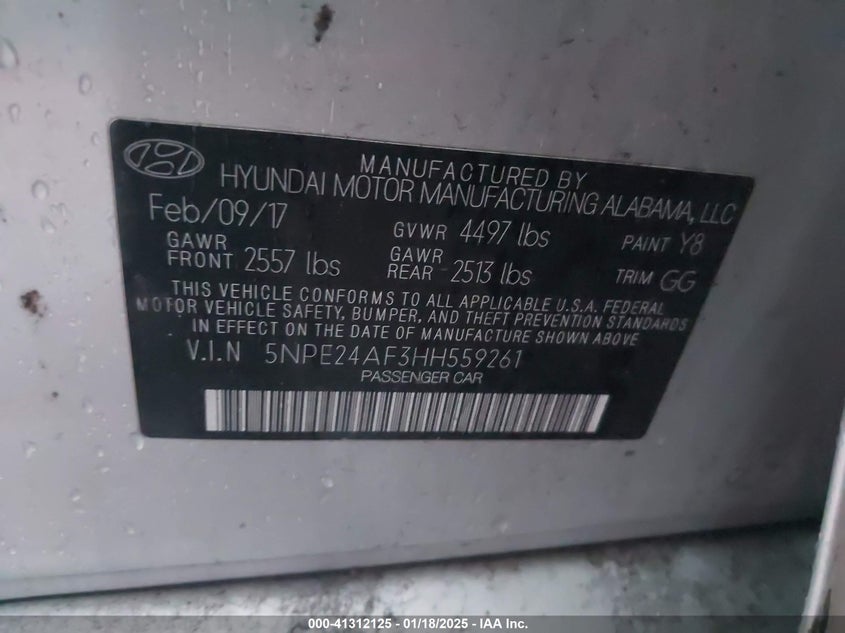 MANUFACTURED BY
HYUNDAI MOTOR MANUFACTURING ALABAMA, LLC
Feb/09/17 GVWR 4497 lbs PAINT Y8
GAWR FRONT 2557 lbs GAWR REAR 2513 lbs TRIM GG
THIS VEHICLE CONFORMS TO ALL APPLICABLE U.S.A. FEDERAL
MOTOR VEHICLE SAFETY, BUMPER, AND THEFT PREVENTION STANDARDS
IN EFFECT ON THE DATE OF MANUFACTURE SHOWN ABOVE
V.I.N 5NPE24AF3HH559261
PASSENGER CAR
000-41312125 - 01/18/2025 - IAA Inc.